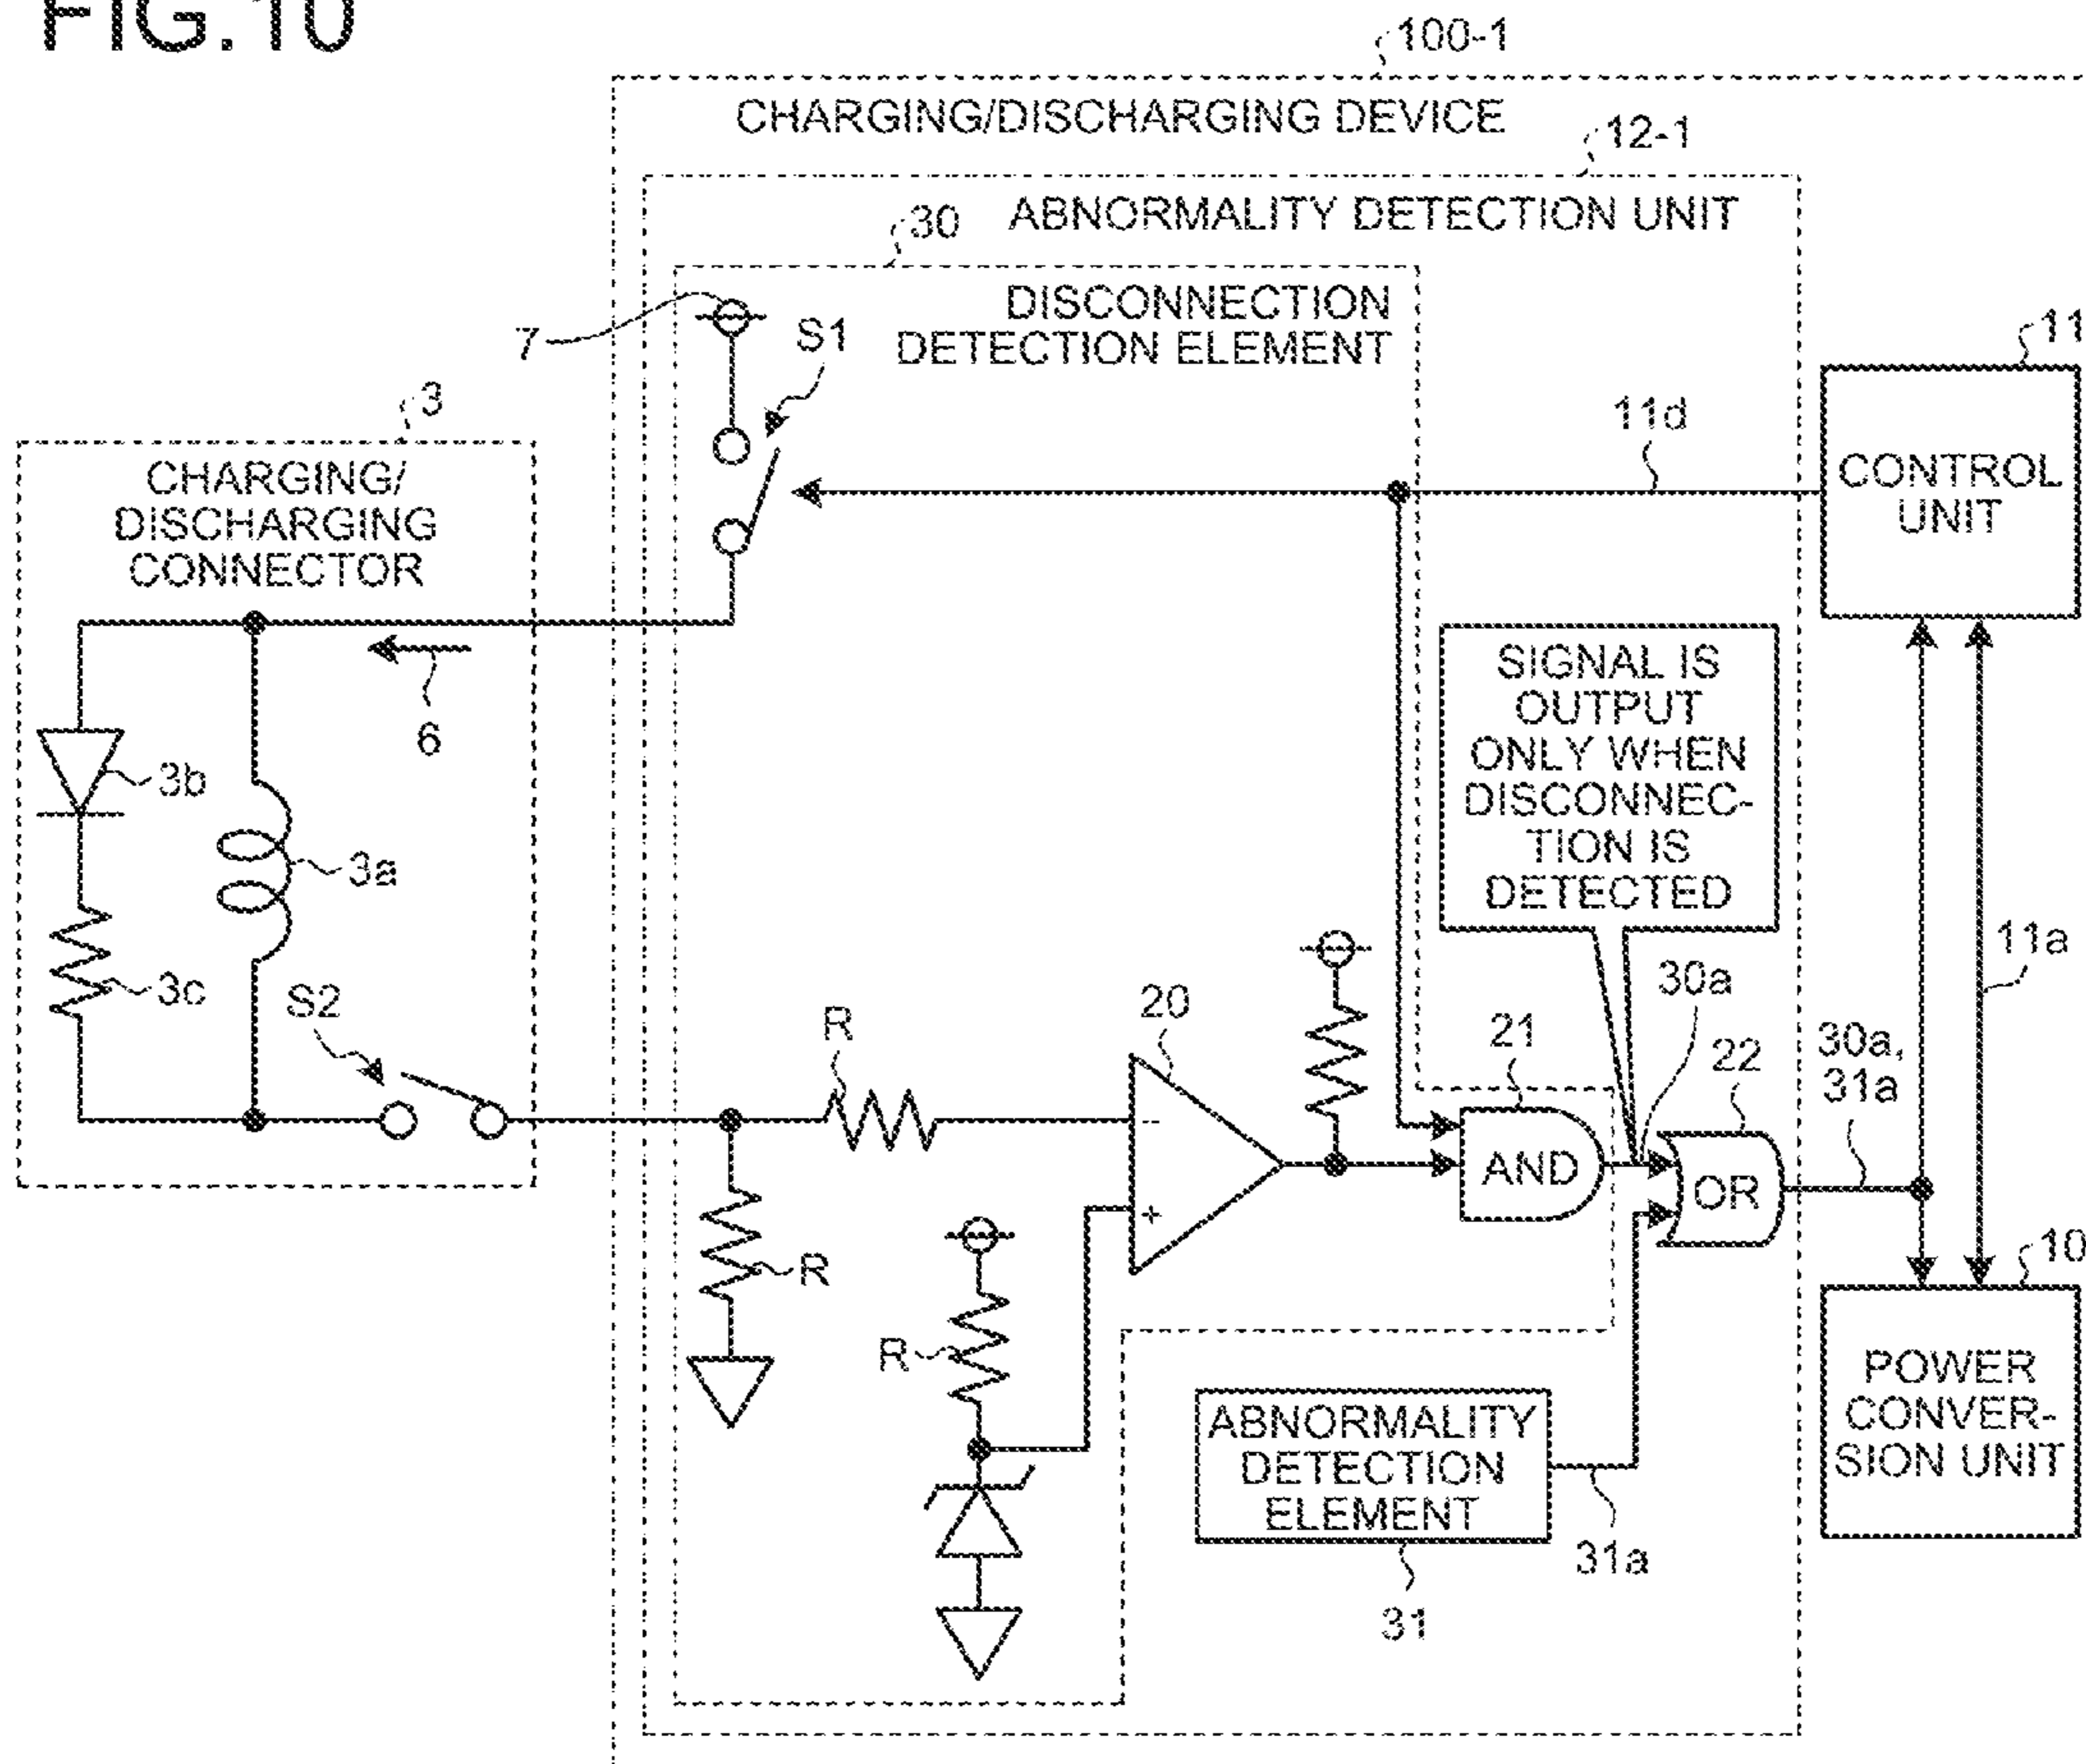 FIG.10
100-1
CHARGING/DISCHARGING DEVICE
12-1
ABNORMALITY DETECTION UNIT
30
DISCONNECTION
DETECTION ELEMENT
7
S1
11
CONTROL
UNIT
11d
3
CHARGING/
DISCHARGING
CONNECTOR
6
3b
3a
3c
S2
SIGNAL IS
OUTPUT
ONLY WHEN
DISCONNEC-
TION IS
DETECTED
11a
30a
R
20
21
22
30a,
31a
-
+
AND
OR
R
R
10
POWER
CONVER-
SION UNIT
ABNORMALITY
DETECTION
ELEMENT
31a
31